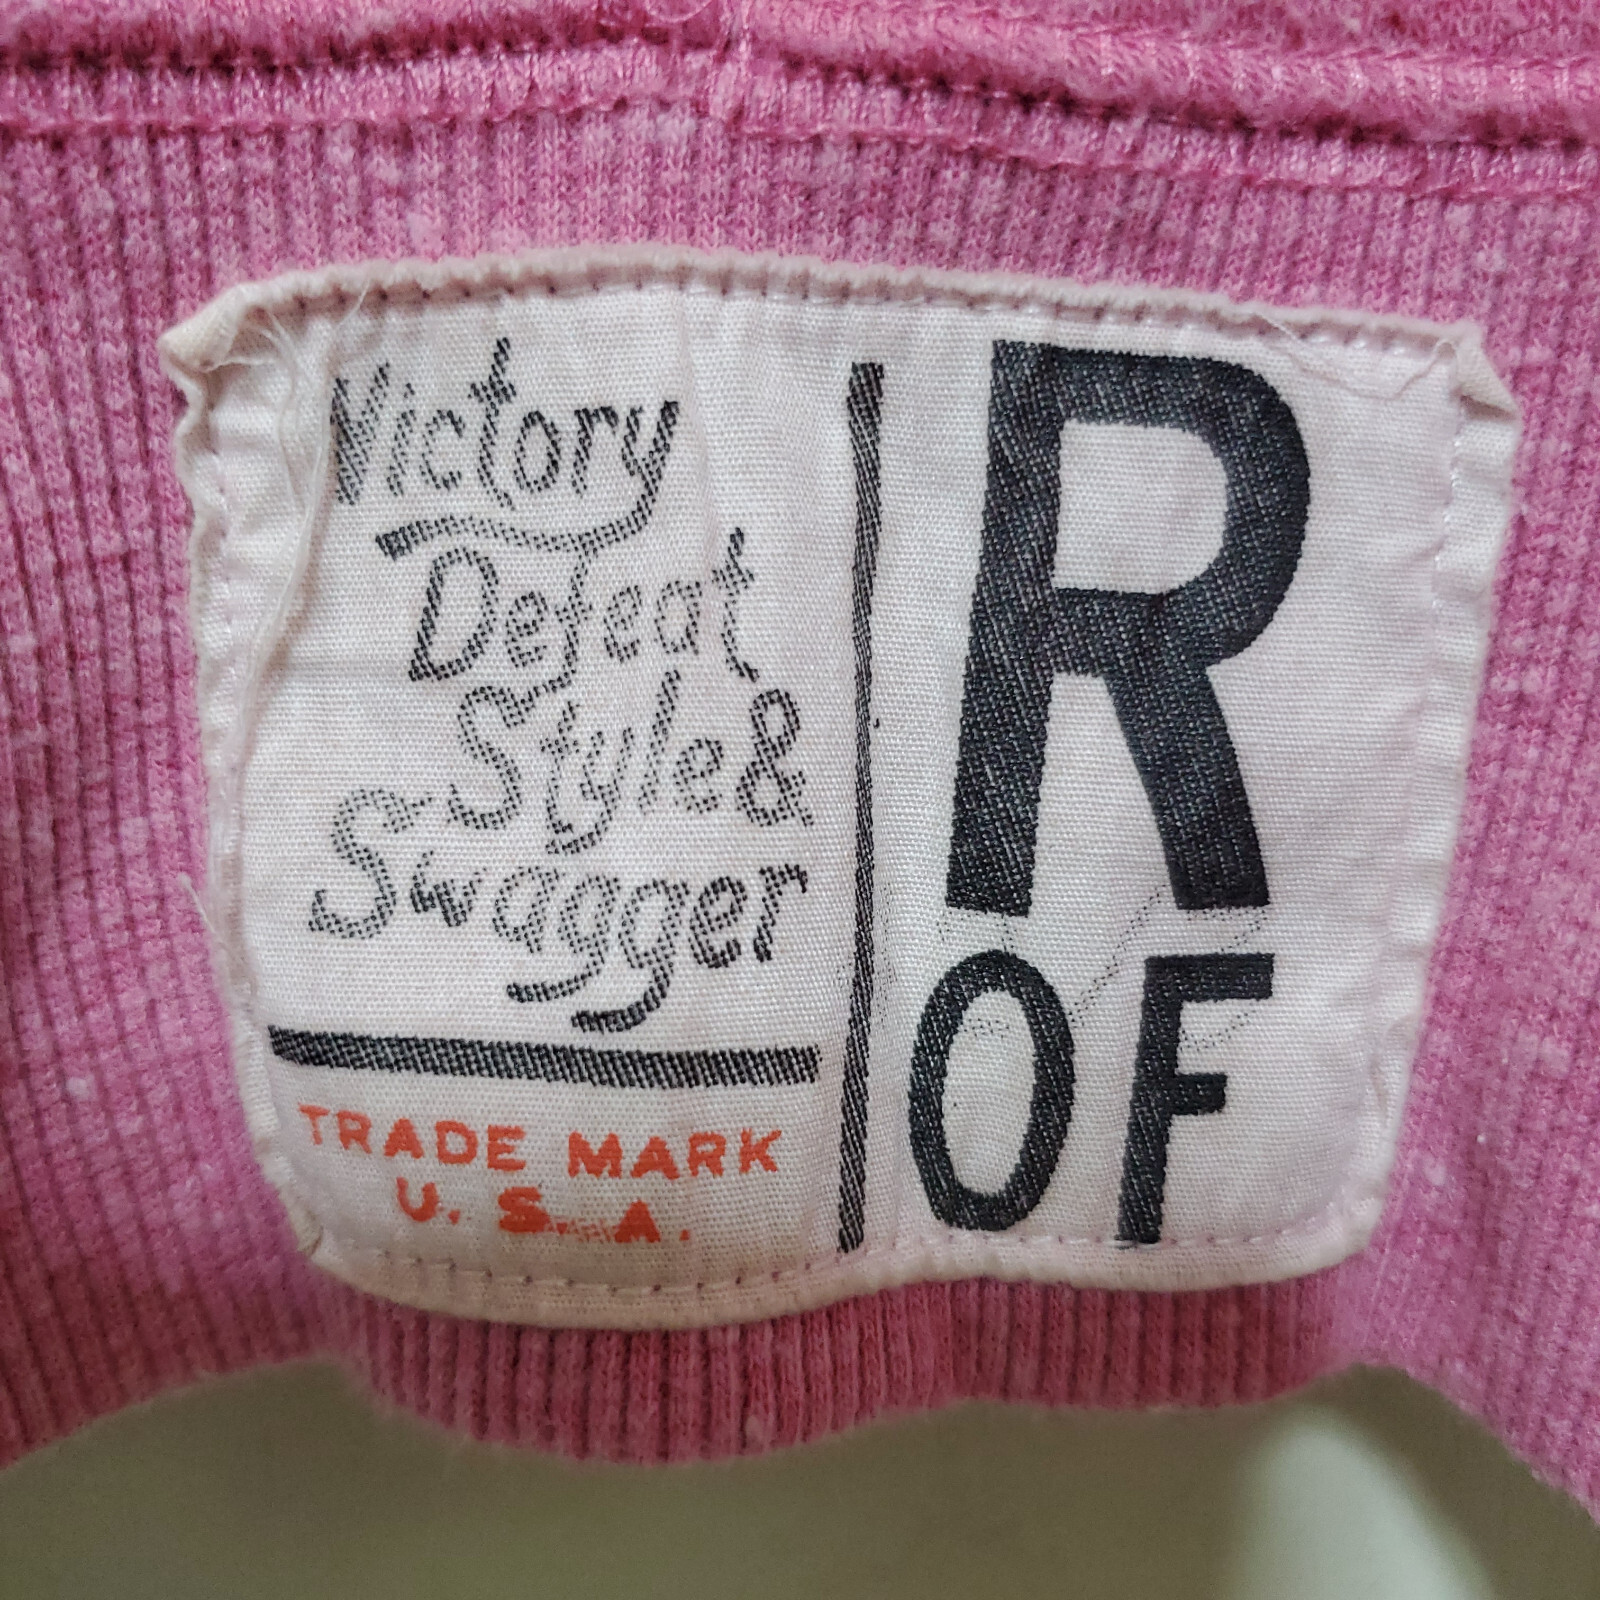 Victory
Defeat
Style &
Swagger
TRADE MARK
U. S. A.
R
OF